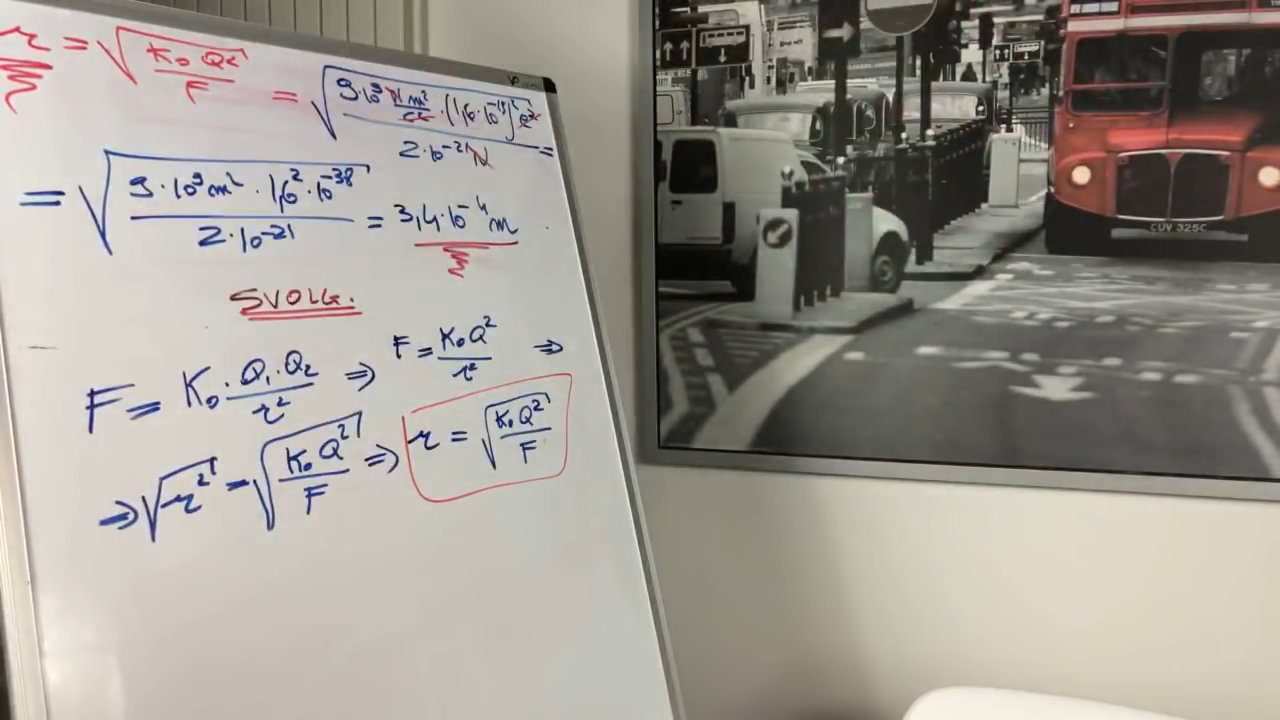 r = √(K₀Q²/F) = √(9·10⁹ Nm²/C² · (1,6·10⁻¹⁹)² C² / 2·10⁻²¹ N) =
= √(9·10⁹ m² · 1,6² · 10⁻³⁸ / 2·10⁻²¹) = 3,4·10⁻⁴ m
SVOLG.
F = K₀·Q₁·Q₂/r² ⇒ F = K₀Q²/r² ⇒
⇒ √r² = √(K₀Q²/F) ⇒ r = √(K₀Q²/F)
CUV 325C